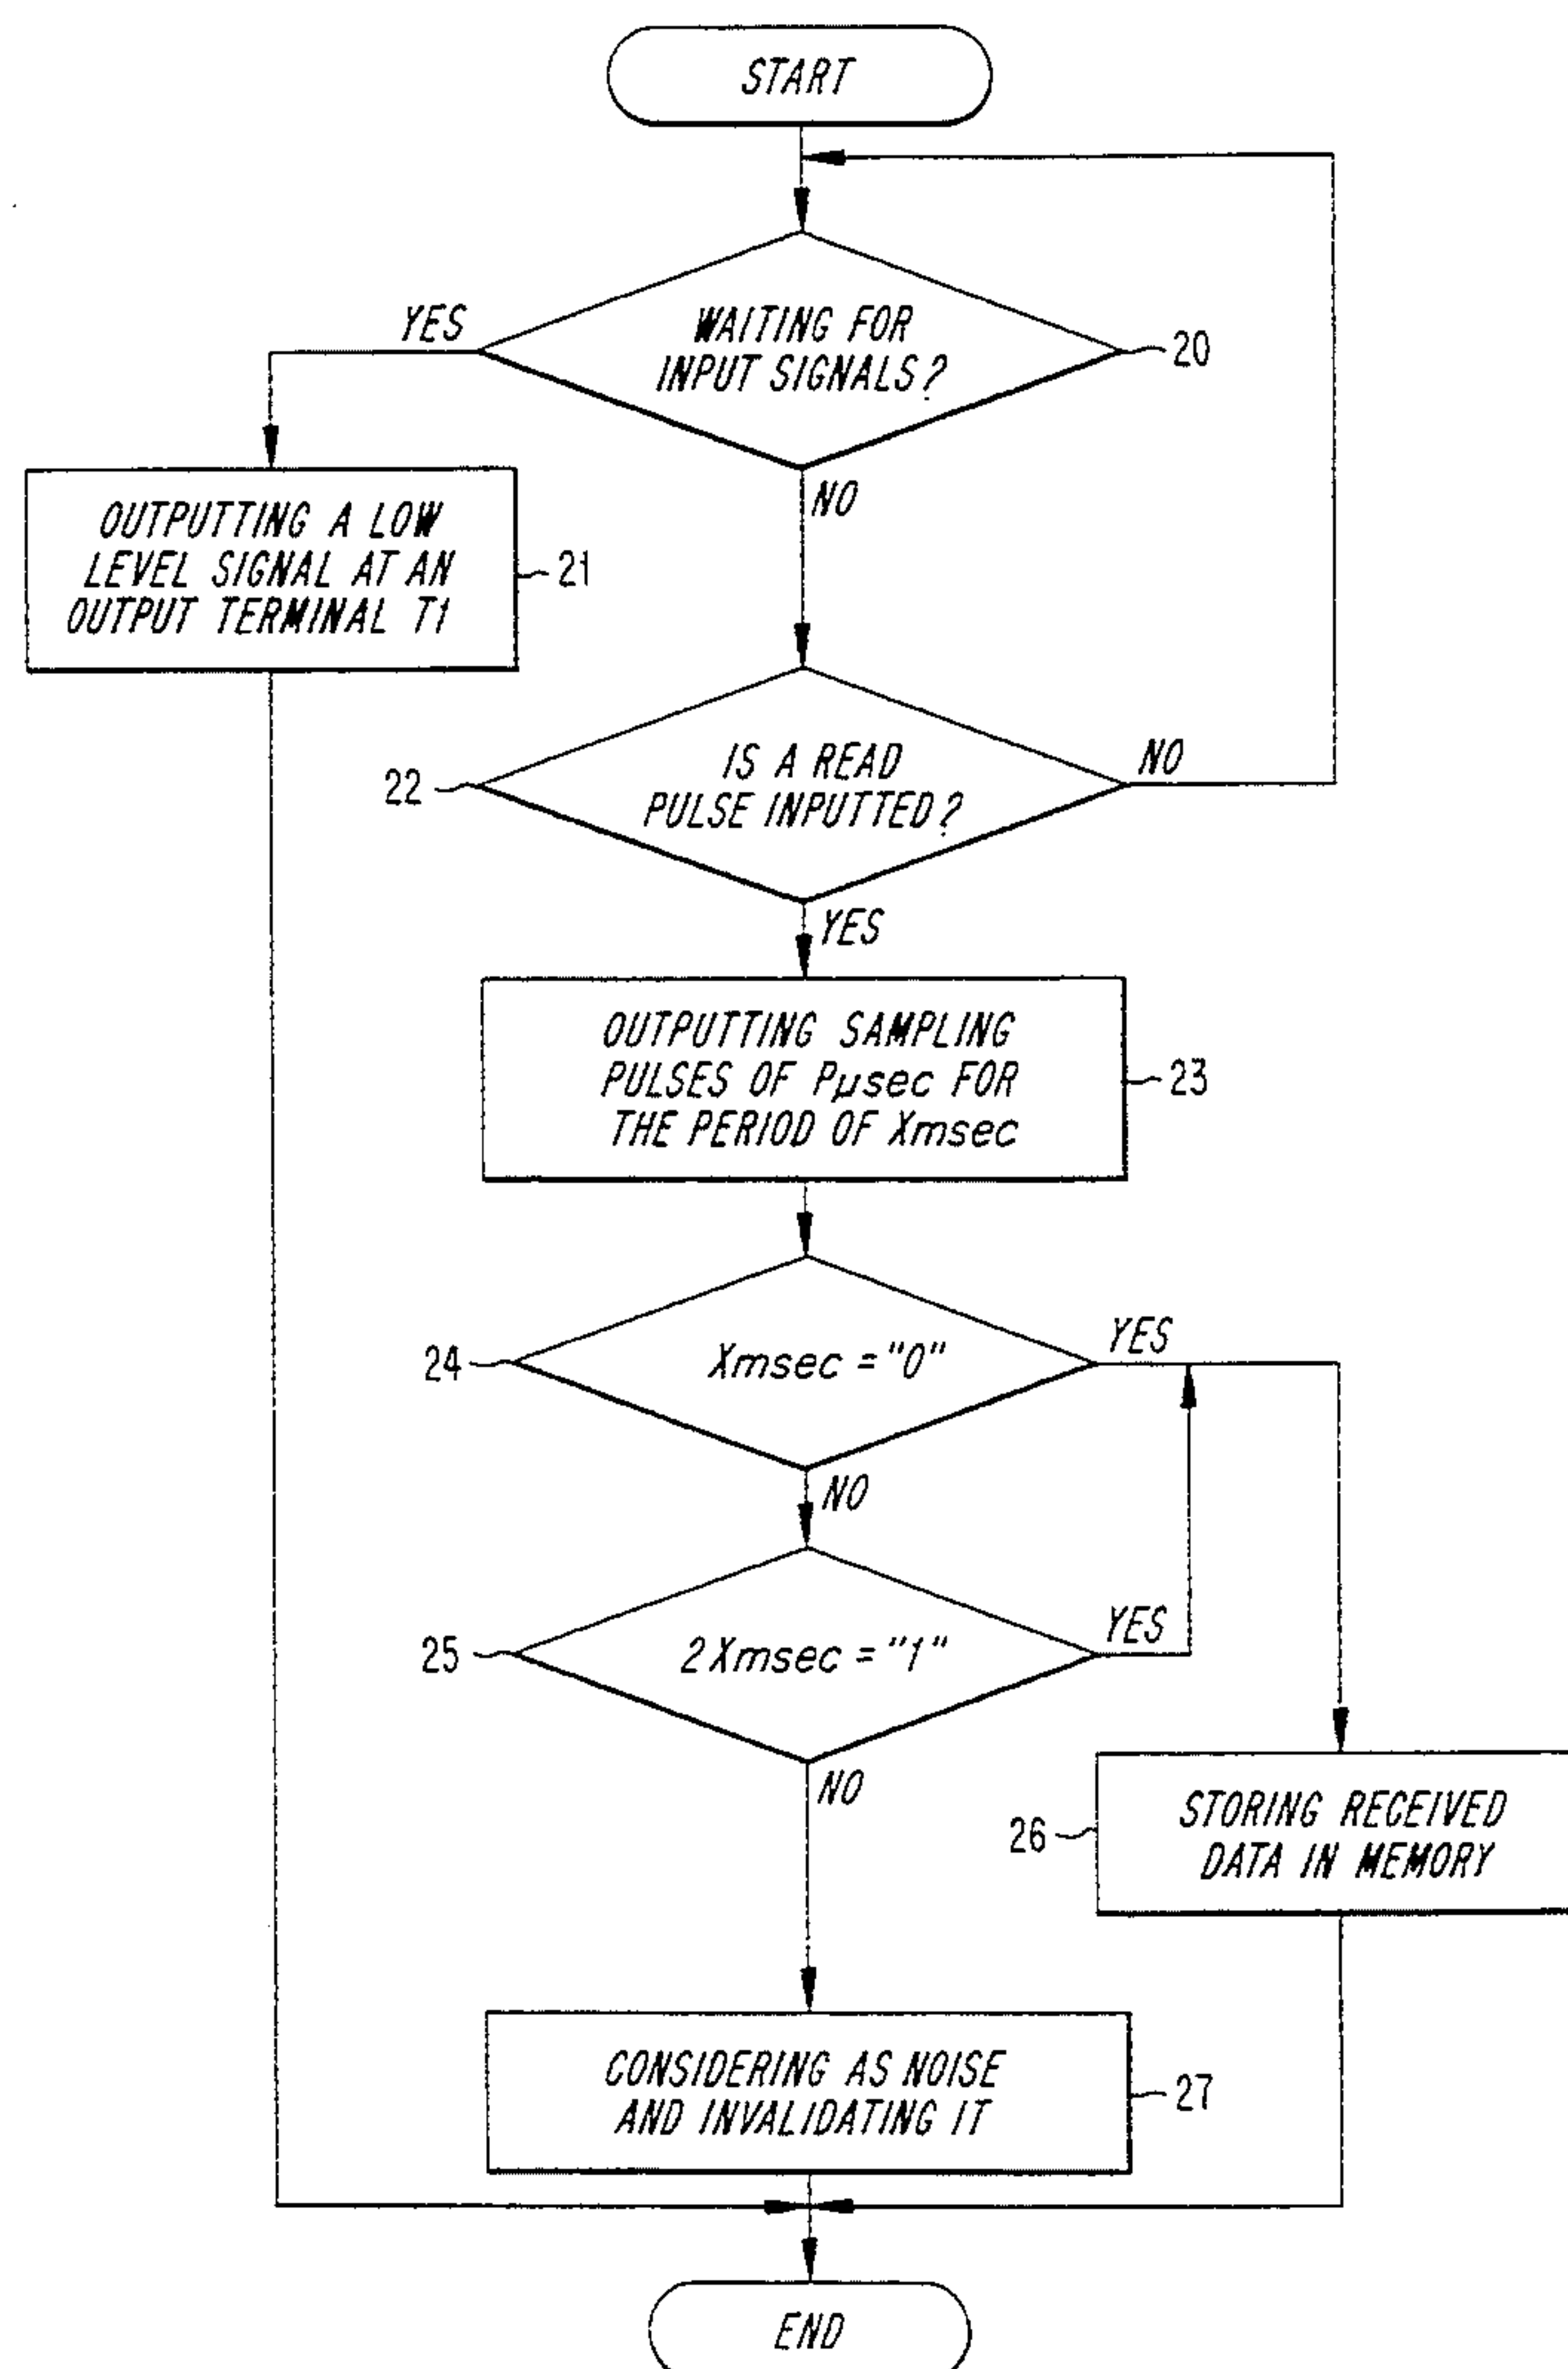 START
YES
WAITING FOR
INPUT SIGNALS?
20
NO
OUTPUTTING A LOW
LEVEL SIGNAL AT AN
OUTPUT TERMINAL T1
21
22
IS A READ
PULSE INPUTTED?
NO
YES
OUTPUTTING SAMPLING
PULSES OF Pμsec FOR
THE PERIOD OF Xmsec
23
24
Xmsec = "0"
YES
NO
25
2Xmsec = "1"
YES
NO
26
STORING RECEIVED
DATA IN MEMORY
CONSIDERING AS NOISE
AND INVALIDATING IT
27
END